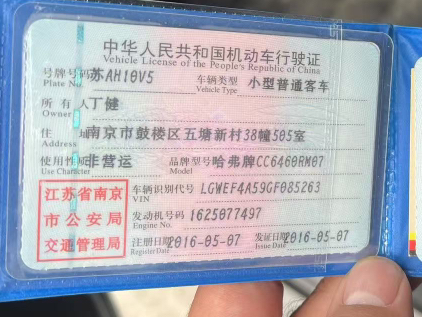 中华人民共和国机动车行驶证
Vehicle License of the People's Republic of China
号牌号码 苏AH10V5 车辆类型 小型普通客车
Plate No. Vehicle Type
所有人 丁健
Owner
住址 南京市鼓楼区五塘新村38幢505室
Address
使用性质 非营运 品牌型号 哈弗牌CC6460RM07
Use Character Model
江苏省南京 车辆识别代号 LGWEF4A59GF085263
VIN
市公安局 发动机号码 1625077497
Engine No.
交通管理局 注册日期 2016-05-07 发证日期 2016-05-07
Register Date Issue Date